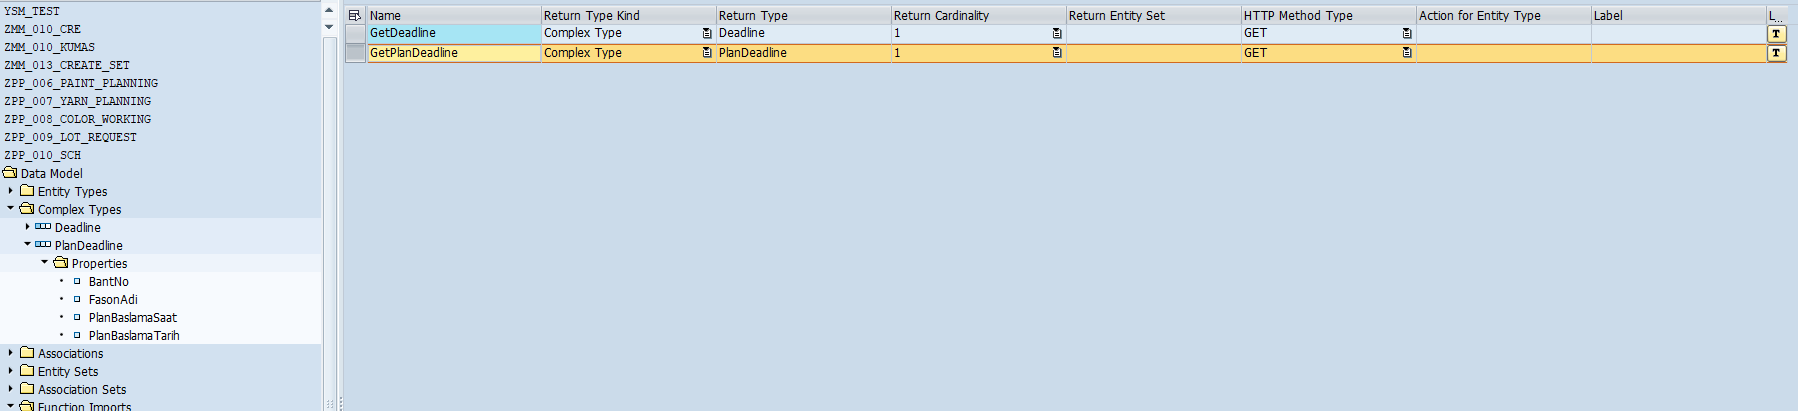 YSM_TEST
ZMM_010_CRE
ZMM_010_KUMAS
ZMM_013_CREATE_SET
ZPP_006_PAINT_PLANNING
ZPP_007_YARN_PLANNING
ZPP_008_COLOR_WORKING
ZPP_009_LOT_REQUEST
ZPP_010_SCH
Data Model
Entity Types
Complex Types
Deadline
PlanDeadline
Properties
BantNo
FasonAdi
PlanBaslamaSaat
PlanBaslamaTarih
Associations
Entity Sets
Association Sets
Function Imports
Name Return Type Kind Return Type Return Cardinality Return Entity Set HTTP Method Type Action for Entity Type Label L...
GetDeadline Complex Type Deadline 1 GET T
GetPlanDeadline Complex Type PlanDeadline 1 GET T